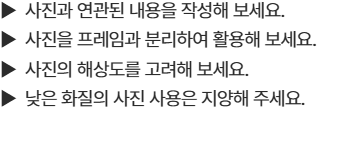 ▶ 사진과 연관된 내용을 작성해 보세요.
▶ 사진을 프레임과 분리하여 활용해 보세요.
▶ 사진의 해상도를 고려해 보세요.
▶ 낮은 화질의 사진 사용은 지양해 주세요.